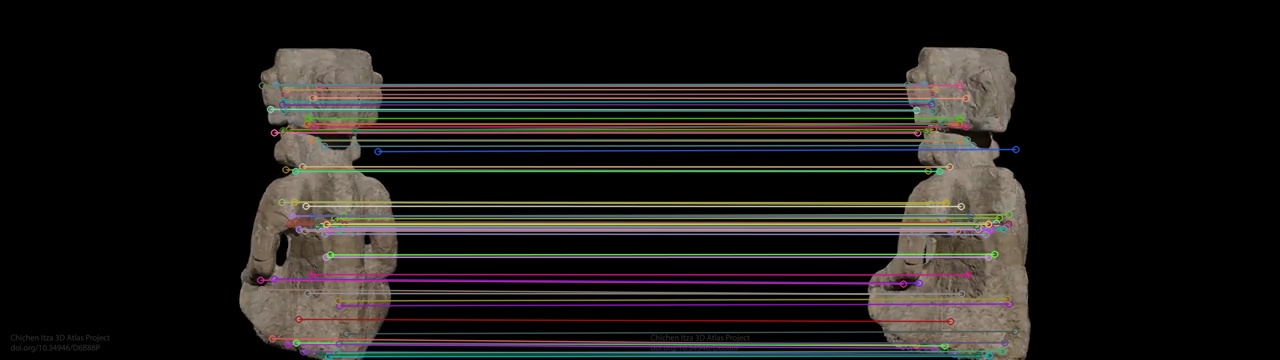 Chichen Itza 3D Atlas Project
doi.org/10.34946/D6888P
Chichen Itza 3D Atlas Project